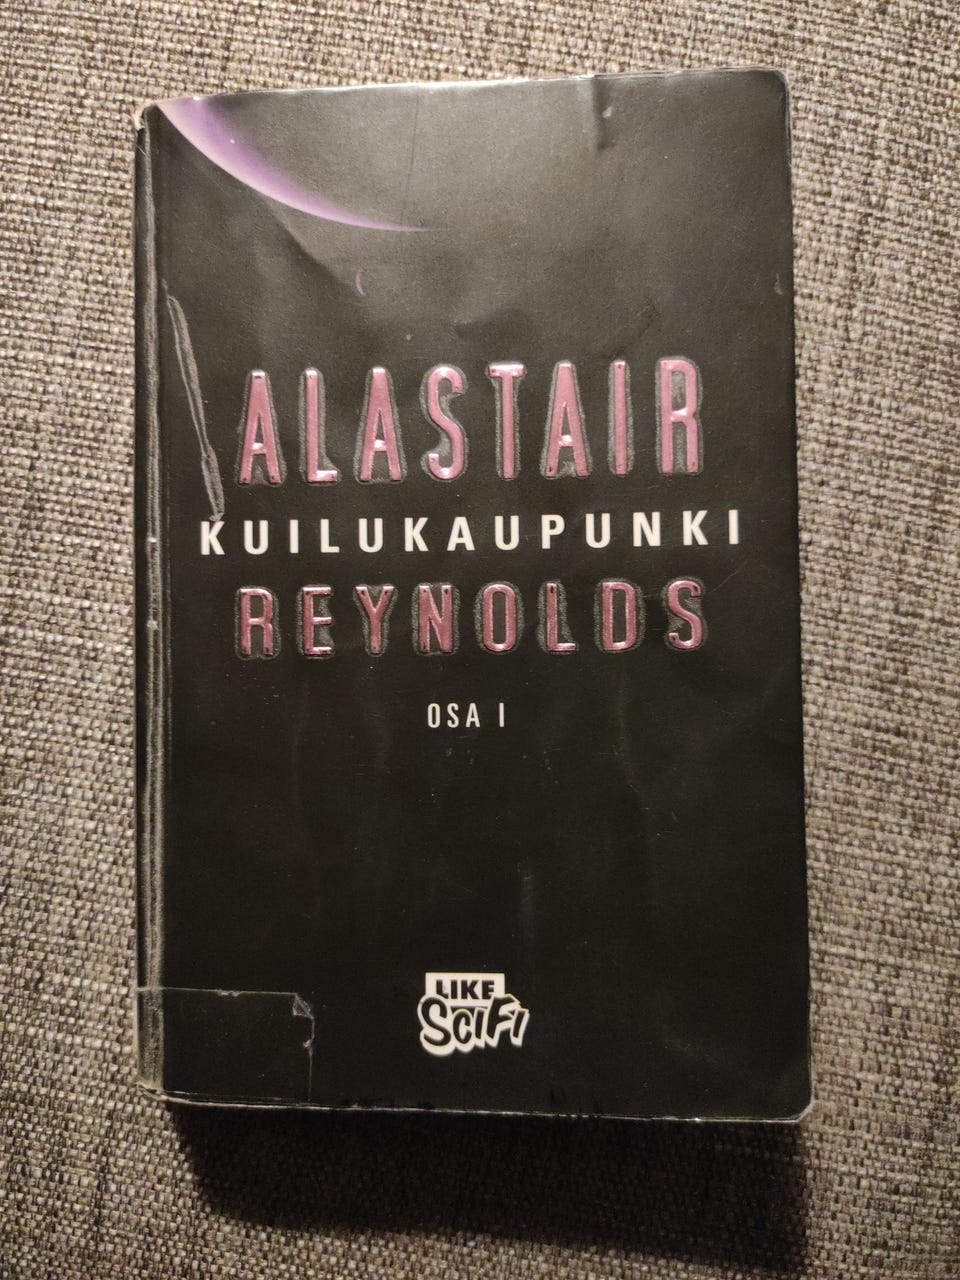 ALASTAIR
KUILUKAUPUNKI
REYNOLDS
OSA I
LIKE
SCIFI